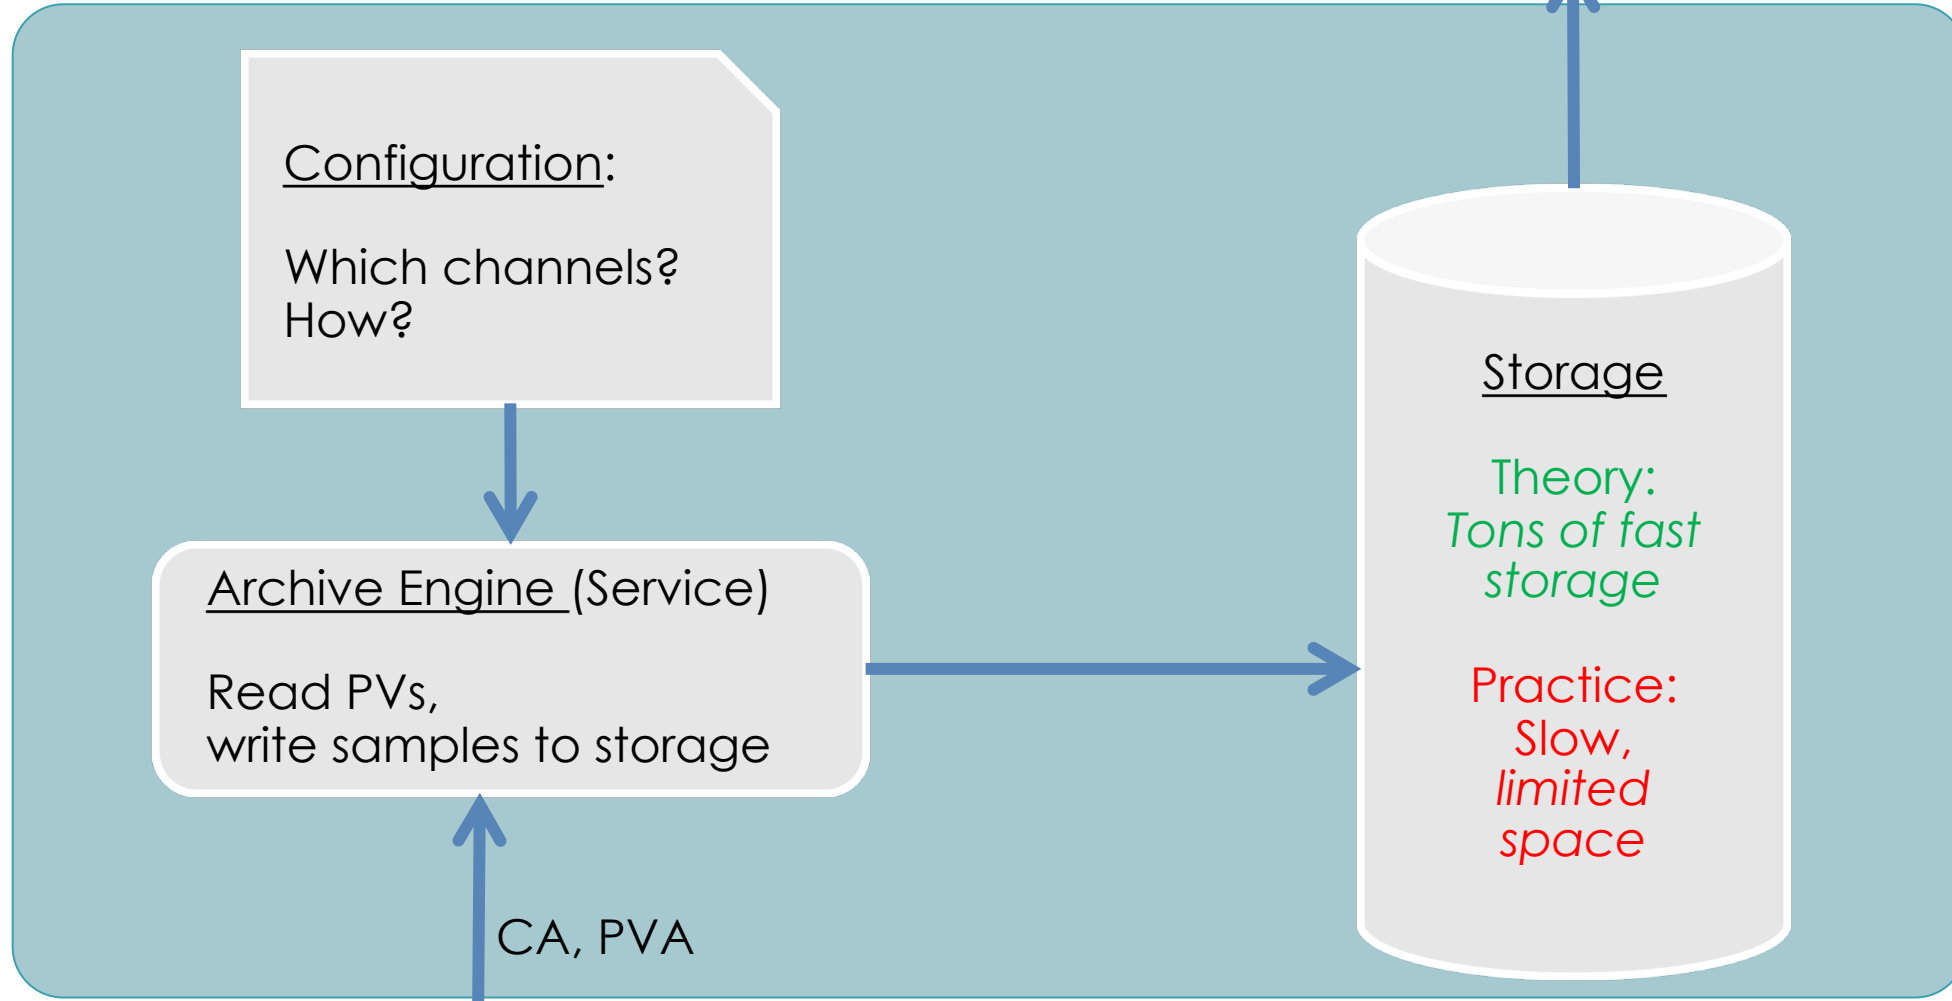 Configuration:
Which channels?
How?
Archive Engine (Service)
Read PVs,
write samples to storage
CA, PVA
Storage
Theory:
Tons of fast
storage
Practice:
Slow,
limited
space